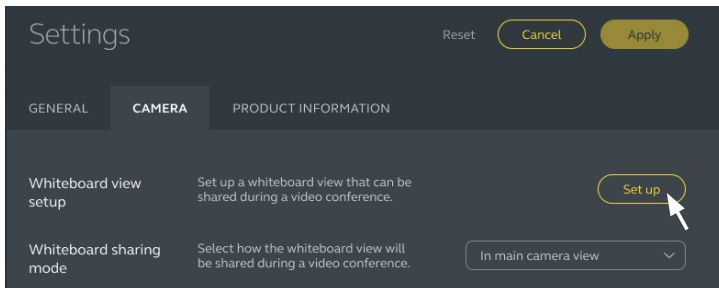 Settings
Reset
Cancel
Apply
GENERAL
CAMERA
PRODUCT INFORMATION
Whiteboard view
setup
Set up a whiteboard view that can be
shared during a video conference.
Set up
Whiteboard sharing
mode
Select how the whiteboard view will
be shared during a video conference.
In main camera view